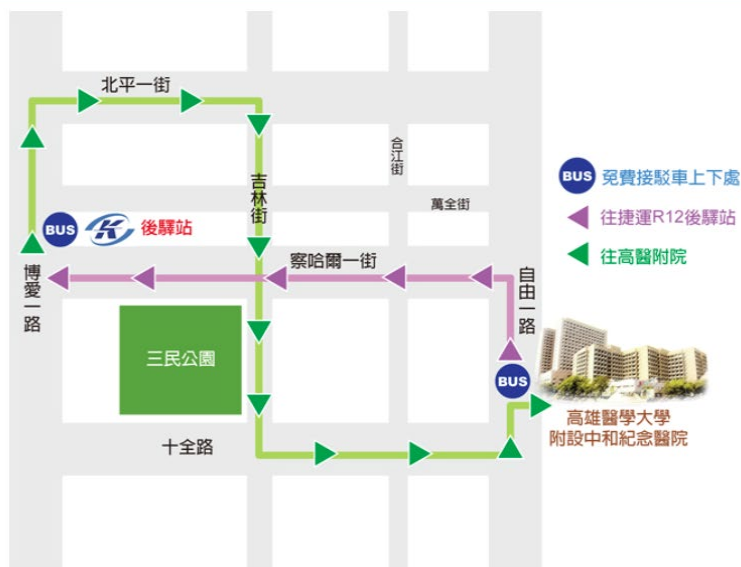 北平一街
合江街
吉林街
萬全街
BUS
後驛站
察哈爾一街
博愛一路
自由一路
三民公園
十全路
BUS
高雄醫學大學
附設中和紀念醫院
BUS 免費接駁車上下處
往捷運R12後驛站
往高醫附院